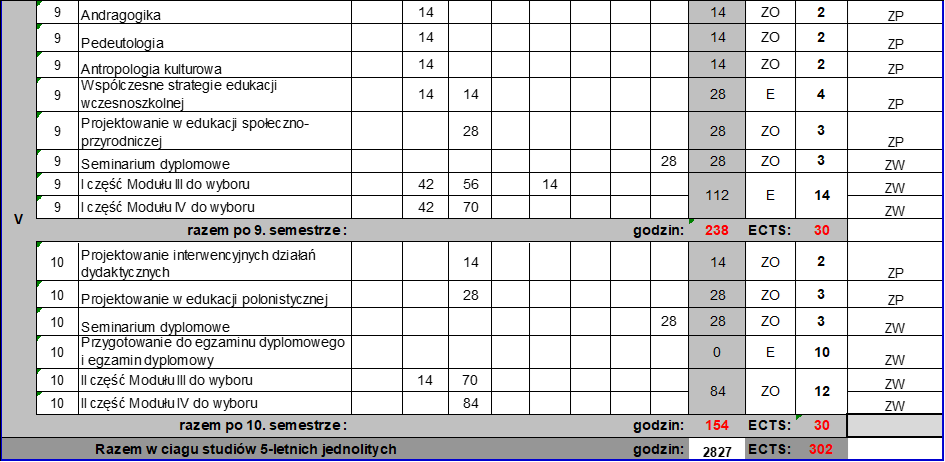 9 Andragogika 14 14 ZO 2 ZP
9 Pedeutologia 14 14 ZO 2 ZP
9 Antropologia kulturowa 14 14 ZO 2 ZP
9 Współczesne strategie edukacji
wczesnoszkolnej 14 14 28 E 4 ZP
9 Projektowanie w edukacji społeczno-
przyrodniczej 28 28 ZO 3 ZP
9 Seminarium dyplomowe 28 28 ZO 3 ZW
9 I część Modułu III do wyboru 42 56 14 112 E 14 ZW
9 I część Modułu IV do wyboru 42 70 ZW
V
razem po 9. semestrze: godzin: 238 ECTS: 30
10 Projektowanie interwencyjnych działań
dydaktycznych 14 14 ZO 2 ZP
10 Projektowanie w edukacji polonistycznej 28 28 ZO 3 ZP
10 Seminarium dyplomowe 28 28 ZO 3 ZW
10 Przygotowanie do egzaminu dyplomowego
i egzamin dyplomowy 0 E 10 ZW
10 II część Modułu III do wyboru 14 70 84 ZO 12 ZW
10 II część Modułu IV do wyboru 84 ZW
razem po 10. semestrze: godzin: 154 ECTS: 30
Razem w ciagu studiów 5-letnich jednolitych godzin: 2827 ECTS: 302